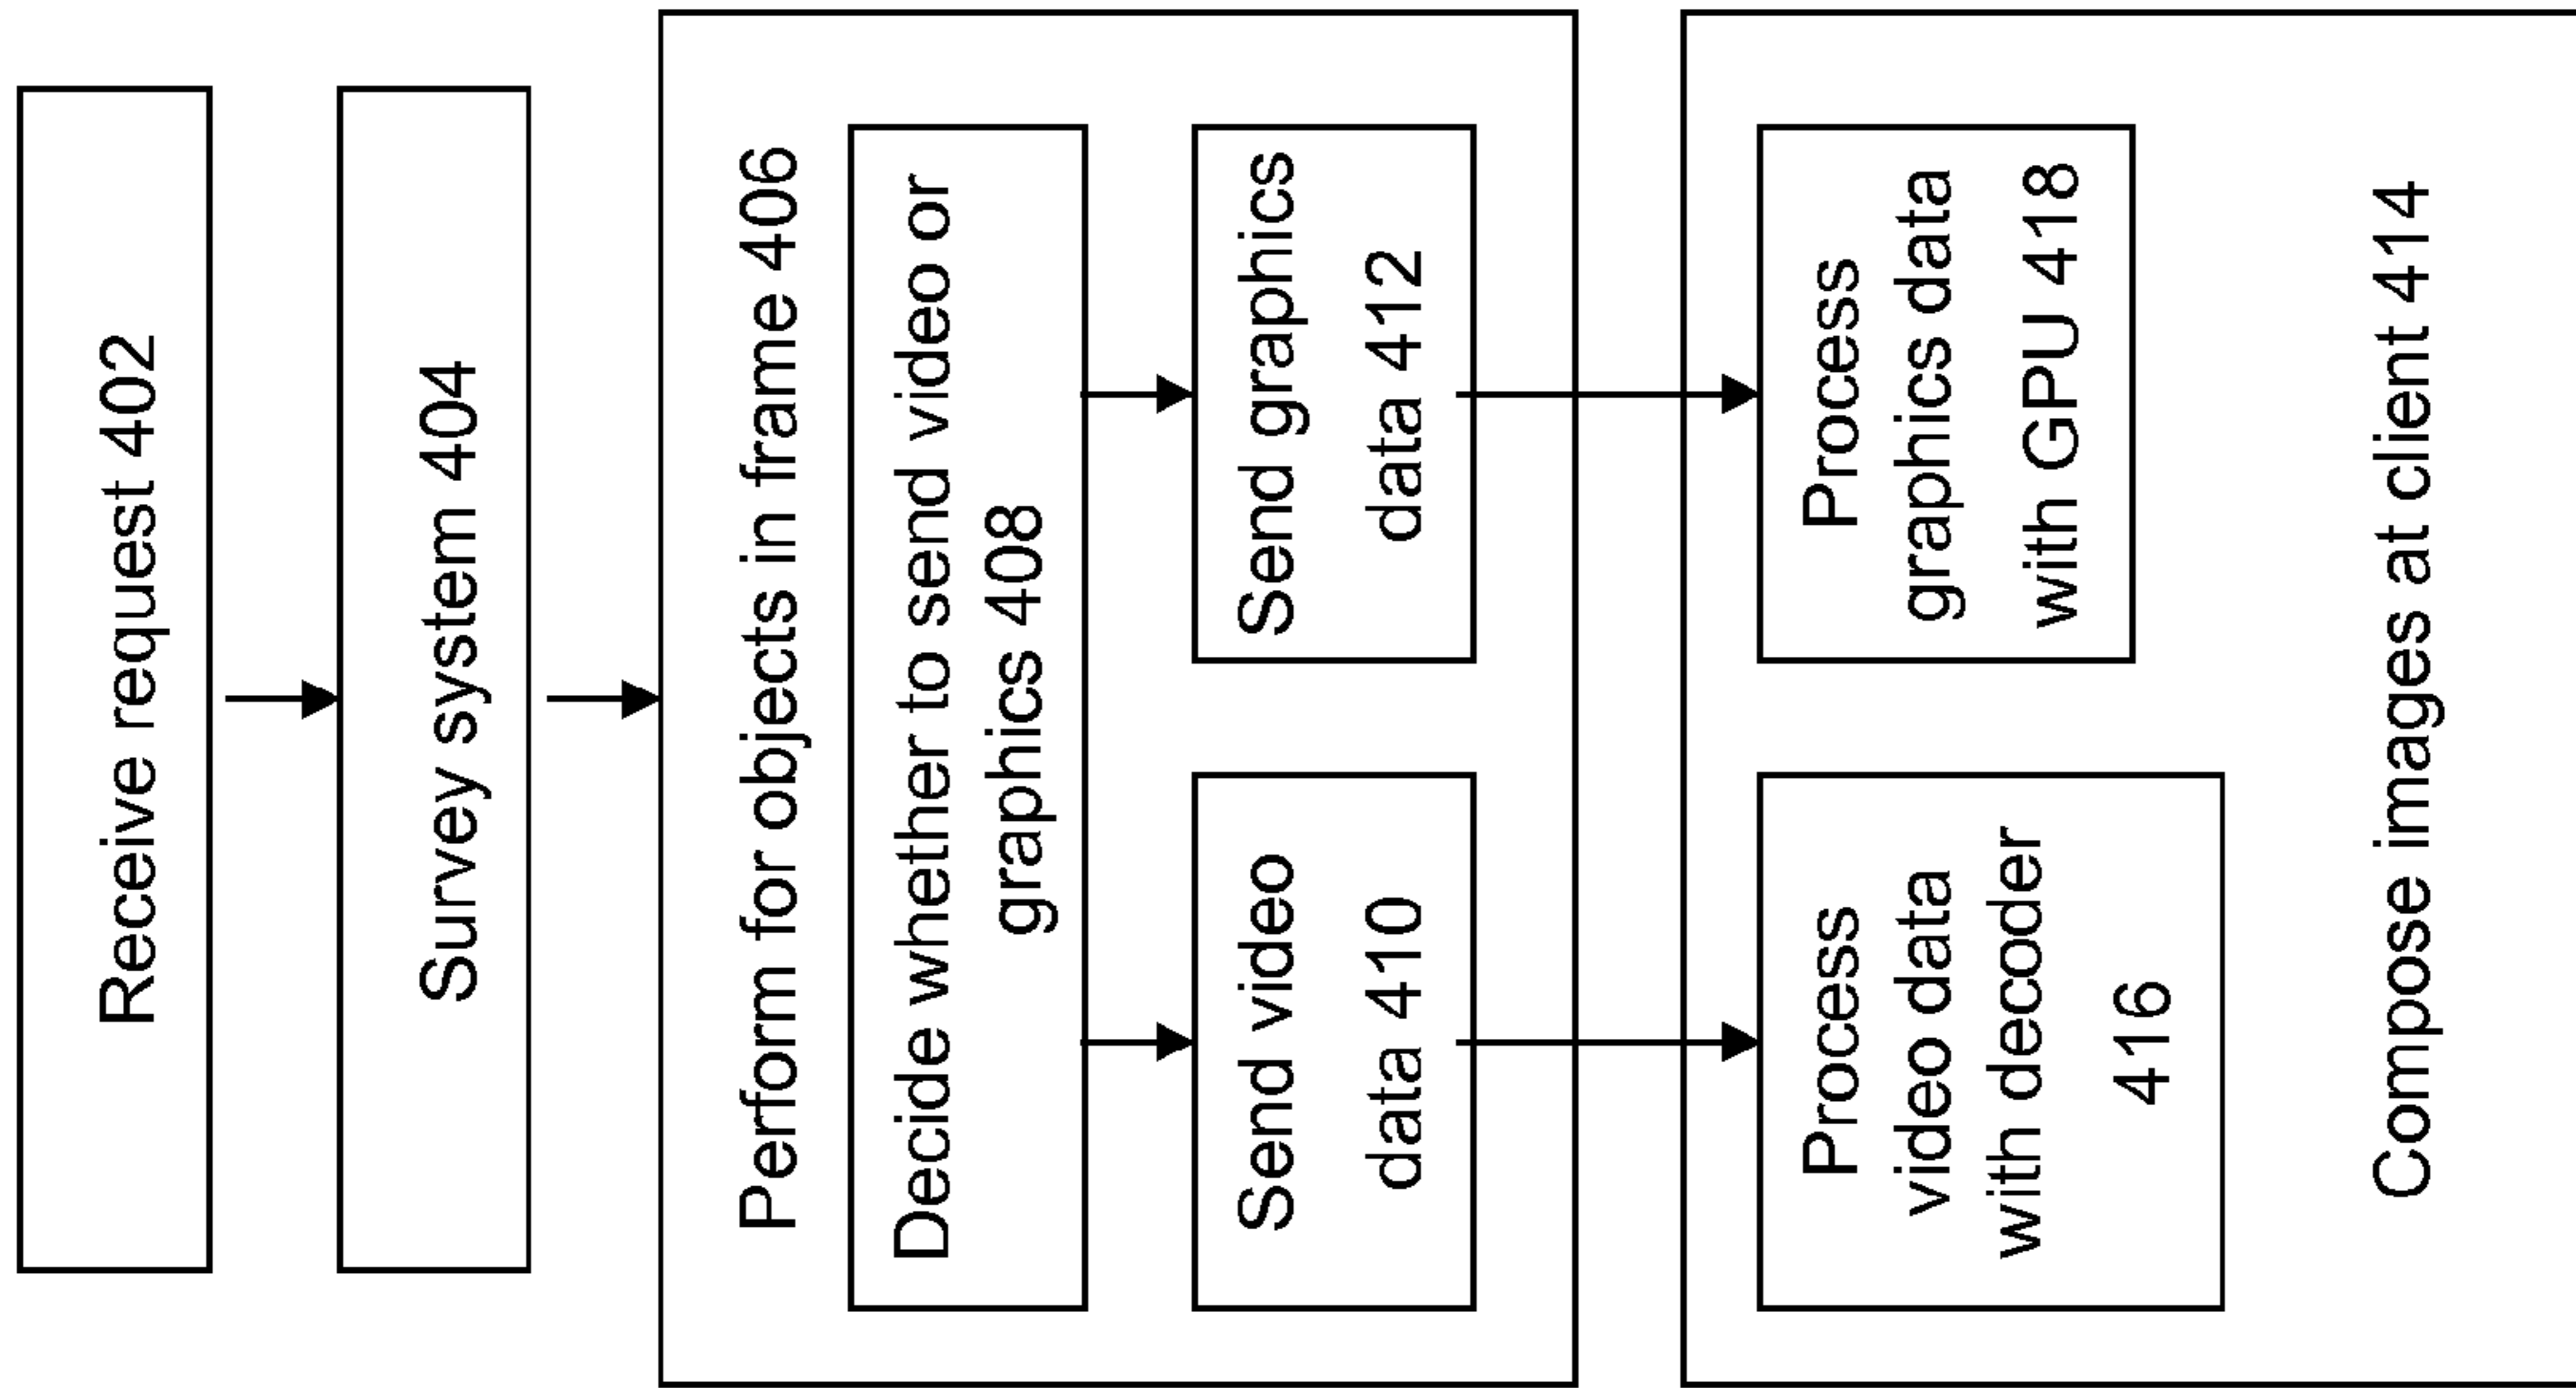 Receive request 402
Survey system 404
Perform for objects in frame 406
Decide whether to send video or
graphics 408
Send video
data 410
Send graphics
data 412
Process
video data
with decoder
416
Process
graphics data
with GPU 418
Compose images at client 414